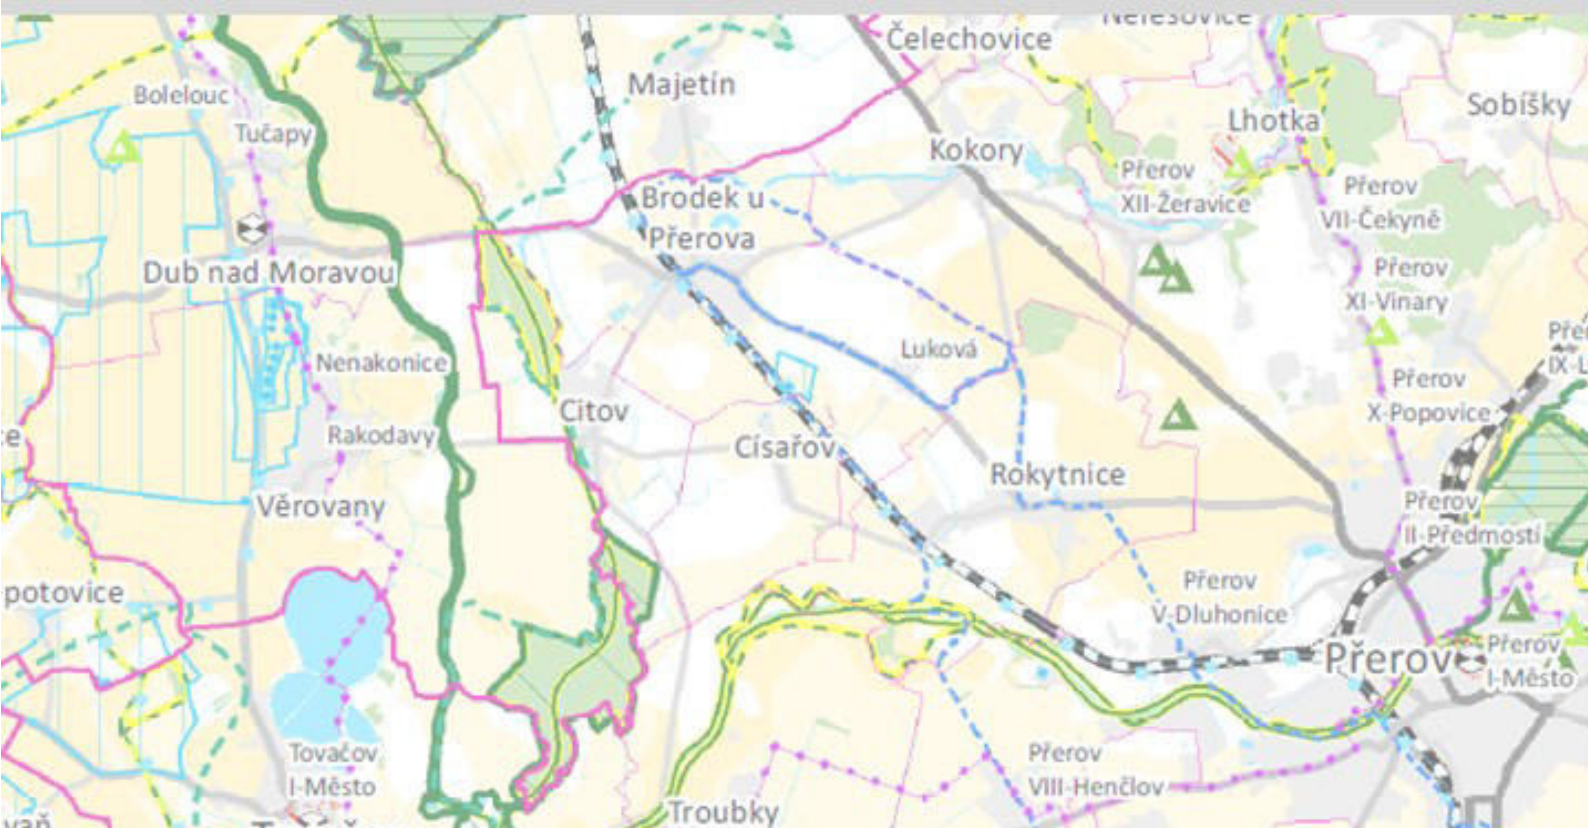 Čelechovice
Majetín
Bolelouc
Sobíšky
Lhotka
Tučapy
Kokory
Přerov
XII-Žeravice
Přerov
VII-Čekyně
Brodek u
Přerova
Dub nad Moravou
Přerov
XI-Vinary
Luková
Nenakonice
Přerov
X-Popovice
Citov
Rakodavy
Císařov
Rokytnice
Věrovany
Přerov
II-Předmostí
potovice
Přerov
V-Dluhonice
Přerov
Přerov
I-Město
Tovačov
I-Město
Přerov
VIII-Henčlov
Troubky